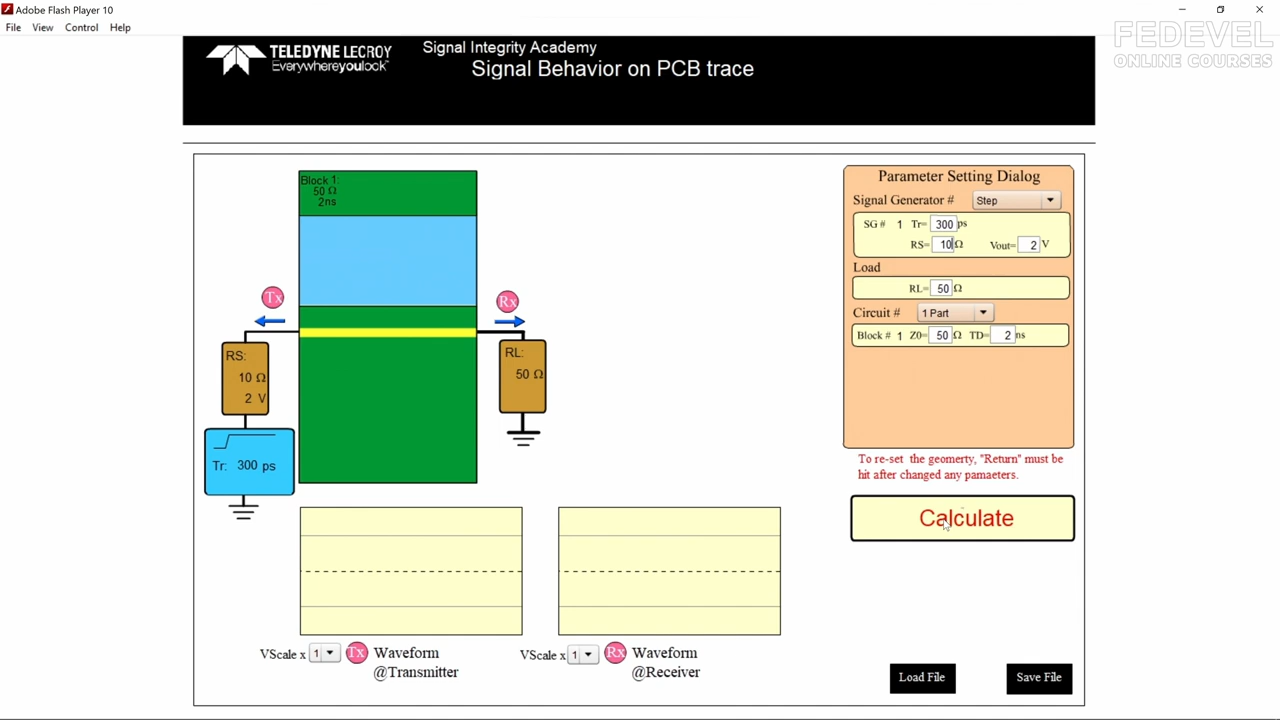 Adobe Flash Player 10
File View Control Help
FEDEVEL
ONLINE COURSES
TELEDYNE LECROY
Everywhereyoulook
Signal Integrity Academy
Signal Behavior on PCB trace
Block 1:
50 Ω
2ns
Tx
Rx
RS:
10 Ω
2 V
Tr: 300 ps
RL:
50 Ω
Parameter Setting Dialog
Signal Generator # Step
SG # 1 Tr= 300 ps
RS= 10 Ω Vout= 2 V
Load
RL= 50 Ω
Circuit # 1 Part
Block # 1 Z0= 50 Ω TD= 2 ns
To re-set the geomerty, "Return" must be
hit after changed any pamaeters.
Calculate
VScale x 1 Tx Waveform
@Transmitter
VScale x 1 Rx Waveform
@Receiver
Load File
Save File